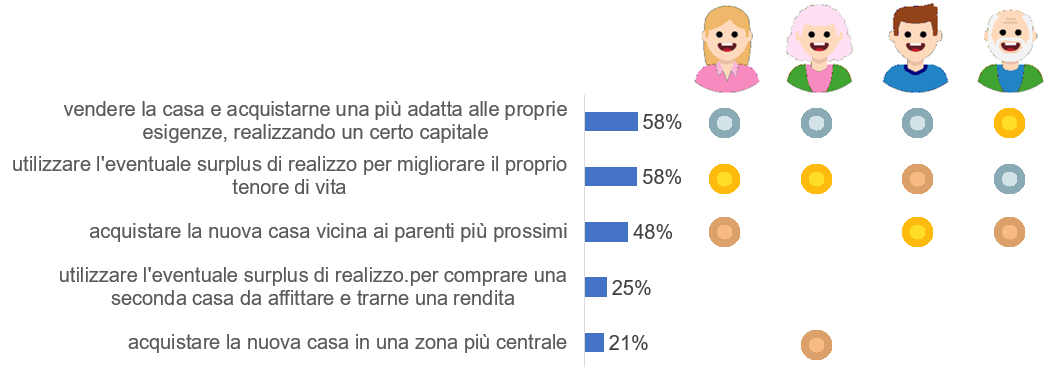 vendere la casa e acquistarne una più adatta alle proprie
esigenze, realizzando un certo capitale
58%
utilizzare l'eventuale surplus di realizzo per migliorare il proprio
tenore di vita
58%
acquistare la nuova casa vicina ai parenti più prossimi
48%
utilizzare l'eventuale surplus di realizzo.per comprare una
seconda casa da affittare e trarne una rendita
25%
acquistare la nuova casa in una zona più centrale
21%